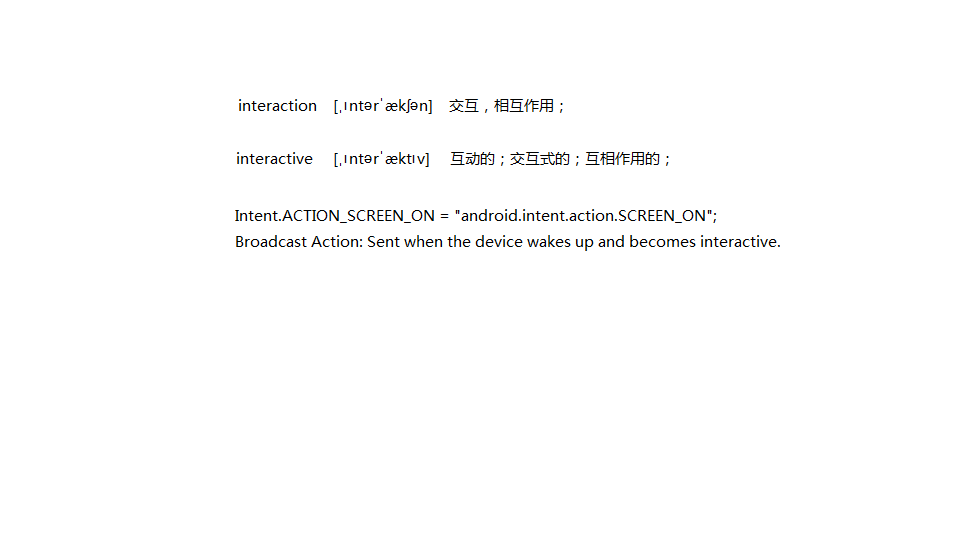 interaction [ˌɪntərˈækʃən] 交互，相互作用；
interactive [ˌɪntərˈæktɪv] 互动的；交互式的；互相作用的；
Intent.ACTION_SCREEN_ON = "android.intent.action.SCREEN_ON";
Broadcast Action: Sent when the device wakes up and becomes interactive.